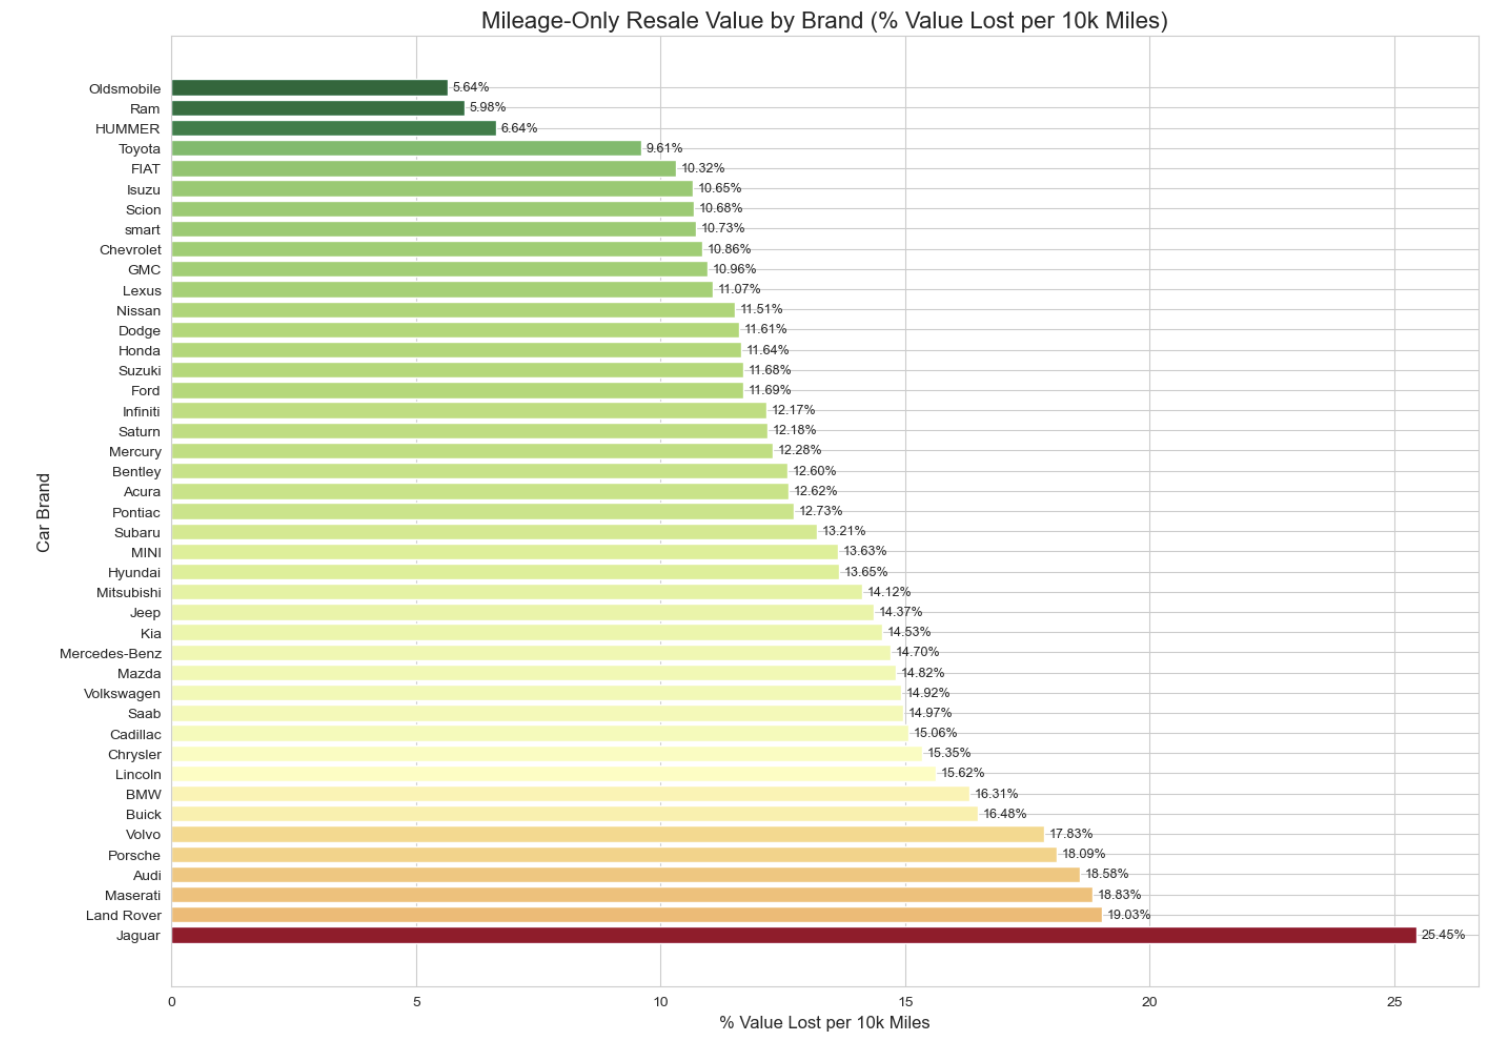 Mileage-Only Resale Value by Brand (% Value Lost per 10k Miles)
Car Brand
Oldsmobile 5.64%
Ram 5.98%
HUMMER 6.64%
Toyota 9.61%
FIAT 10.32%
Isuzu 10.65%
Scion 10.68%
smart 10.73%
Chevrolet 10.86%
GMC 10.96%
Lexus 11.07%
Nissan 11.51%
Dodge 11.61%
Honda 11.64%
Suzuki 11.68%
Ford 11.69%
Infiniti 12.17%
Saturn 12.18%
Mercury 12.28%
Bentley 12.60%
Acura 12.62%
Pontiac 12.73%
Subaru 13.21%
MINI 13.63%
Hyundai 13.65%
Mitsubishi 14.12%
Jeep 14.37%
Kia 14.53%
Mercedes-Benz 14.70%
Mazda 14.82%
Volkswagen 14.92%
Saab 14.97%
Cadillac 15.06%
Chrysler 15.35%
Lincoln 15.62%
BMW 16.31%
Buick 16.48%
Volvo 17.83%
Porsche 18.09%
Audi 18.58%
Maserati 18.83%
Land Rover 19.03%
Jaguar 25.45%
0 5 10 15 20 25
% Value Lost per 10k Miles